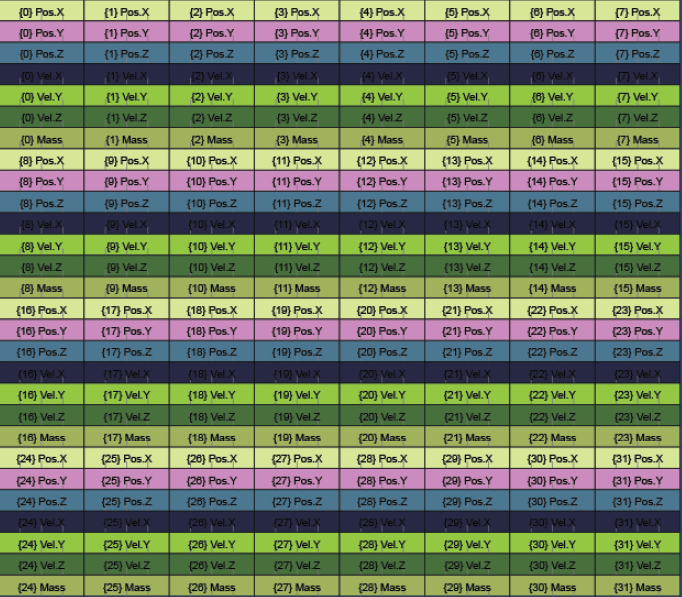 {0} Pos.X {1} Pos.X {2} Pos.X {3} Pos.X {4} Pos.X {5} Pos.X {6} Pos.X {7} Pos.X
{0} Pos.Y {1} Pos.Y {2} Pos.Y {3} Pos.Y {4} Pos.Y {5} Pos.Y {6} Pos.Y {7} Pos.Y
{0} Pos.Z {1} Pos.Z {2} Pos.Z {3} Pos.Z {4} Pos.Z {5} Pos.Z {6} Pos.Z {7} Pos.Z
{0} Vel.X {1} Vel.X {2} Vel.X {3} Vel.X {4} Vel.X {5} Vel.X {6} Vel.X {7} Vel.X
{0} Vel.Y {1} Vel.Y {2} Vel.Y {3} Vel.Y {4} Vel.Y {5} Vel.Y {6} Vel.Y {7} Vel.Y
{0} Vel.Z {1} Vel.Z {2} Vel.Z {3} Vel.Z {4} Vel.Z {5} Vel.Z {6} Vel.Z {7} Vel.Z
{0} Mass {1} Mass {2} Mass {3} Mass {4} Mass {5} Mass {6} Mass {7} Mass
{8} Pos.X {9} Pos.X {10} Pos.X {11} Pos.X {12} Pos.X {13} Pos.X {14} Pos.X {15} Pos.X
{8} Pos.Y {9} Pos.Y {10} Pos.Y {11} Pos.Y {12} Pos.Y {13} Pos.Y {14} Pos.Y {15} Pos.Y
{8} Pos.Z {9} Pos.Z {10} Pos.Z {11} Pos.Z {12} Pos.Z {13} Pos.Z {14} Pos.Z {15} Pos.Z
{8} Vel.X {9} Vel.X {10} Vel.X {11} Vel.X {12} Vel.X {13} Vel.X {14} Vel.X {15} Vel.X
{8} Vel.Y {9} Vel.Y {10} Vel.Y {11} Vel.Y {12} Vel.Y {13} Vel.Y {14} Vel.Y {15} Vel.Y
{8} Vel.Z {9} Vel.Z {10} Vel.Z {11} Vel.Z {12} Vel.Z {13} Vel.Z {14} Vel.Z {15} Vel.Z
{8} Mass {9} Mass {10} Mass {11} Mass {12} Mass {13} Mass {14} Mass {15} Mass
{16} Pos.X {17} Pos.X {18} Pos.X {19} Pos.X {20} Pos.X {21} Pos.X {22} Pos.X {23} Pos.X
{16} Pos.Y {17} Pos.Y {18} Pos.Y {19} Pos.Y {20} Pos.Y {21} Pos.Y {22} Pos.Y {23} Pos.Y
{16} Pos.Z {17} Pos.Z {18} Pos.Z {19} Pos.Z {20} Pos.Z {21} Pos.Z {22} Pos.Z {23} Pos.Z
{16} Vel.X {17} Vel.X {18} Vel.X {19} Vel.X {20} Vel.X {21} Vel.X {22} Vel.X {23} Vel.X
{16} Vel.Y {17} Vel.Y {18} Vel.Y {19} Vel.Y {20} Vel.Y {21} Vel.Y {22} Vel.Y {23} Vel.Y
{16} Vel.Z {17} Vel.Z {18} Vel.Z {19} Vel.Z {20} Vel.Z {21} Vel.Z {22} Vel.Z {23} Vel.Z
{16} Mass {17} Mass {18} Mass {19} Mass {20} Mass {21} Mass {22} Mass {23} Mass
{24} Pos.X {25} Pos.X {26} Pos.X {27} Pos.X {28} Pos.X {29} Pos.X {30} Pos.X {31} Pos.X
{24} Pos.Y {25} Pos.Y {26} Pos.Y {27} Pos.Y {28} Pos.Y {29} Pos.Y {30} Pos.Y {31} Pos.Y
{24} Pos.Z {25} Pos.Z {26} Pos.Z {27} Pos.Z {28} Pos.Z {29} Pos.Z {30} Pos.Z {31} Pos.Z
{24} Vel.X {25} Vel.X {26} Vel.X {27} Vel.X {28} Vel.X {29} Vel.X {30} Vel.X {31} Vel.X
{24} Vel.Y {25} Vel.Y {26} Vel.Y {27} Vel.Y {28} Vel.Y {29} Vel.Y {30} Vel.Y {31} Vel.Y
{24} Vel.Z {25} Vel.Z {26} Vel.Z {27} Vel.Z {28} Vel.Z {29} Vel.Z {30} Vel.Z {31} Vel.Z
{24} Mass {25} Mass {26} Mass {27} Mass {28} Mass {29} Mass {30} Mass {31} Mass